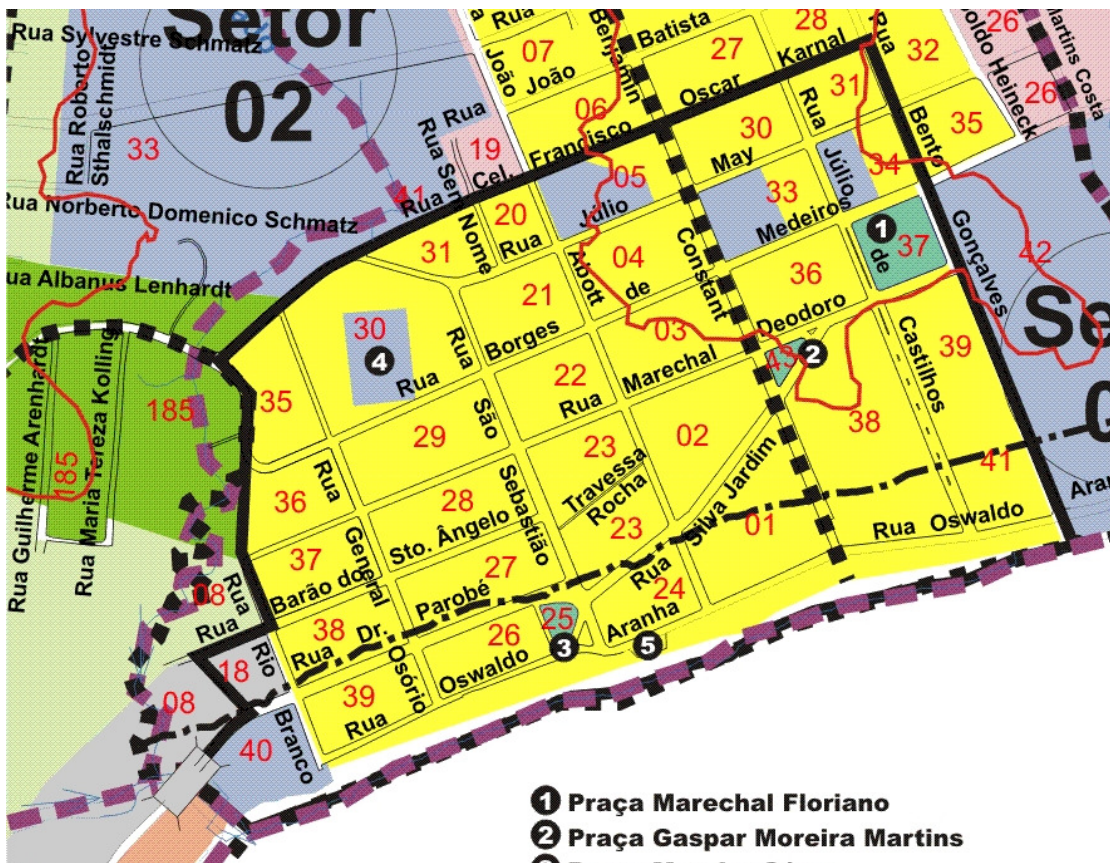 Setor
02
Rua Sylvestre Schmatz
Rua Roberto
Sthalschmidt
33
Rua Norberto Domenico Schmatz
Rua Albanus Lenhardt
41
Rua
Rua Sem Nome
Rua
Cel.
19
João
07
João
Rua
06
Francisco
Benjamin
Batista
28
27
Karnal
Oscar
Rua
32
31
26
26
Martins Costa
Heineck
35
30
May
Rua
Bento
34
Júlios
05
Júlio
20
Rua
33
Medeiros
1
de
37
Gonçalves
42
31
04
de
Abott
Constant
36
Deodoro
21
Borges
03
Marechal
43
2
Castilhos
39
30
4
Rua
Rua
22
Rua
35
São
29
23
02
38
185
185
Rua Guilherme Arenhardt
Rua Maria Tereza Kolling
Travessa
Rocha
Silva Jardim
41
36
Rua
28
Sebastião
23
01
Rua Oswaldo
Sto. Ângelo
General
37
Barão do
27
Rua
24
Parobé
08
Rua
Rua
38
Dr.
25
Aranha
Rua
26
3
5
Rio
18
Osório
Oswaldo
08
39
Rua
40
Branco
1 Praça Marechal Floriano
2 Praça Gaspar Moreira Martins